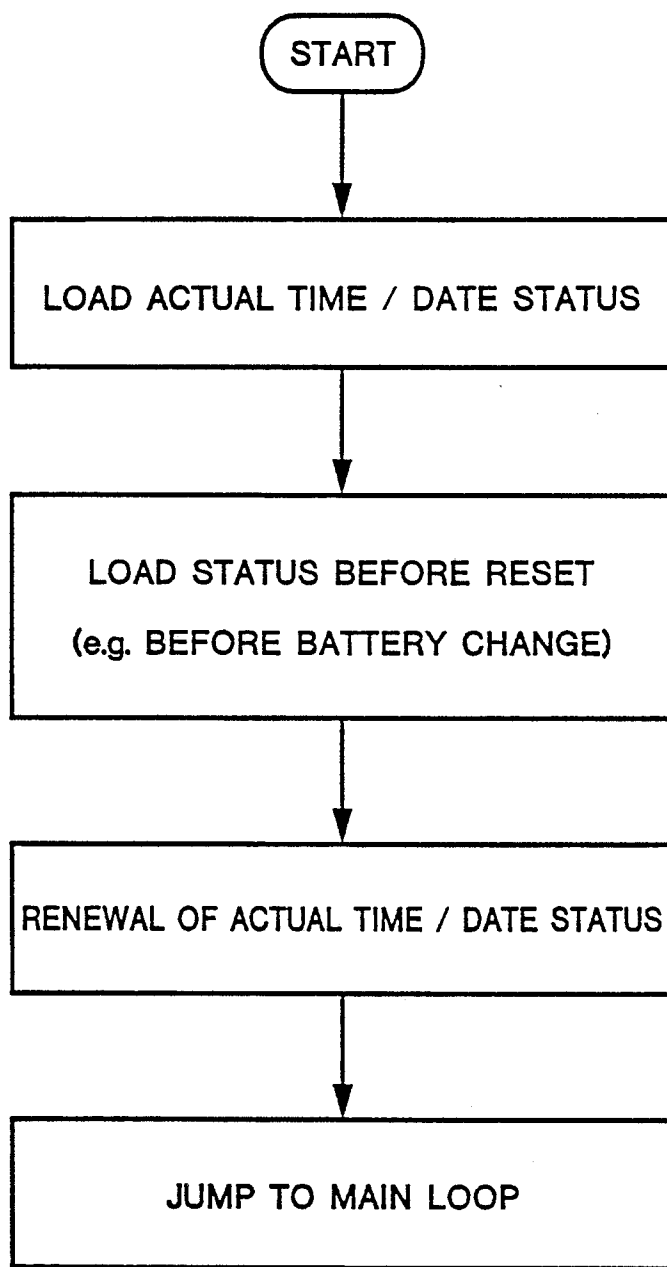 START
LOAD ACTUAL TIME / DATE STATUS
LOAD STATUS BEFORE RESET
(e.g. BEFORE BATTERY CHANGE)
RENEWAL OF ACTUAL TIME / DATE STATUS
JUMP TO MAIN LOOP